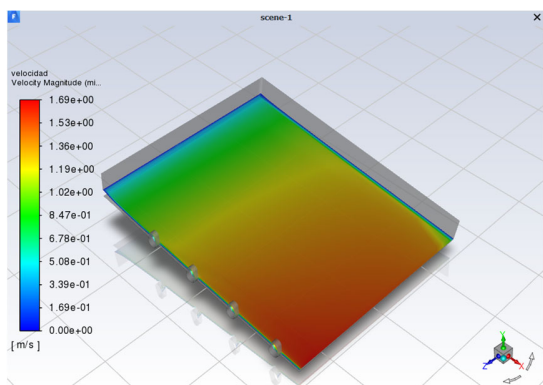 scene-1
velocidad
Velocity Magnitude (mi...
1.69e+00
1.53e+00
1.36e+00
1.19e+00
1.02e+00
8.47e-01
6.78e-01
5.08e-01
3.39e-01
1.69e-01
0.00e+00
[ m/s ]
Y
Z
X